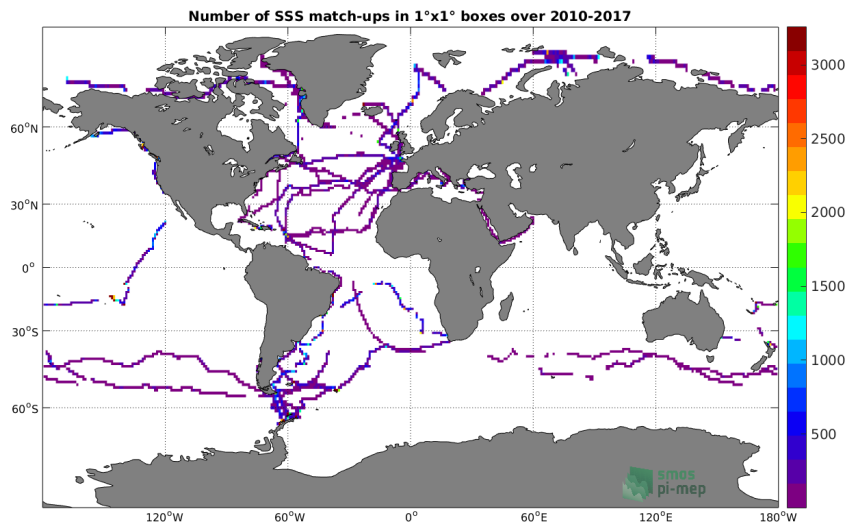 Number of SSS match-ups in 1°x1° boxes over 2010-2017
3000
2500
2000
1500
1000
500
60°N
30°N
0°
30°S
60°S
120°W
60°W
0°
60°E
120°E
180°W
smos
pi-mep